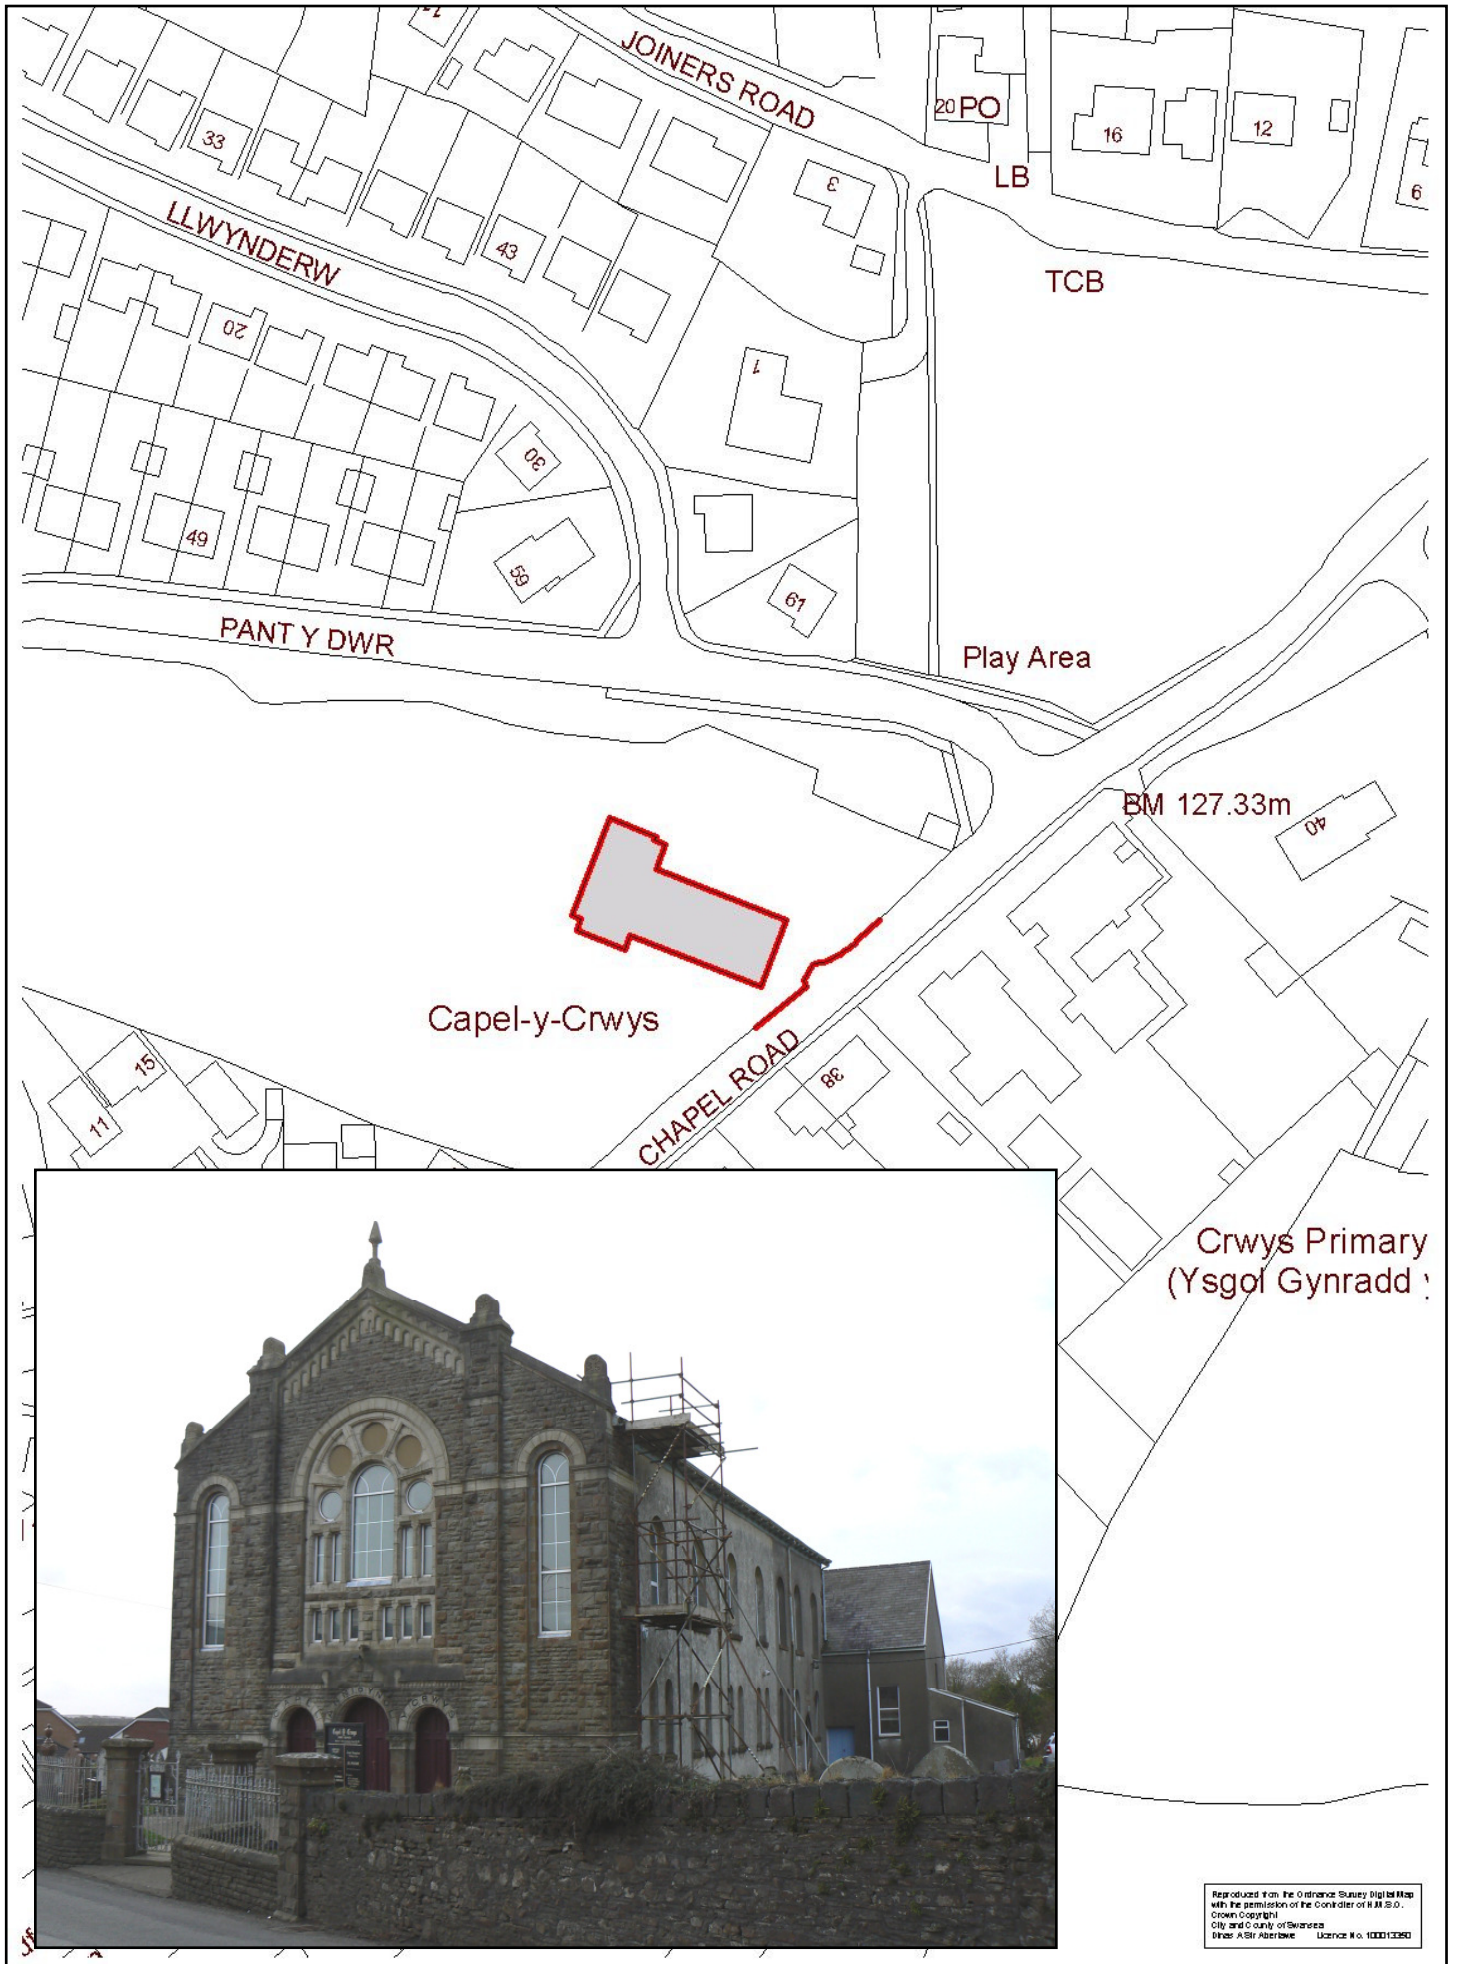 JOINERS ROAD
20 PO
16
12
33
3
LB
6
LLWYNDERW
43
TCB
20
1
30
49
59
61
PANT Y DWR
Play Area
BM 127.33m
40
Capel-y-Crwys
15
38
11
CHAPEL ROAD
Crwys Primary
(Ysgol Gynradd
Reproduced from the Ordnance Survey Digital Map
with the permission of the Controller of H.M.S.O.
Crown Copyright
City and County of Swansea
Dinas A Sir Abertawe Licence No. 100013390